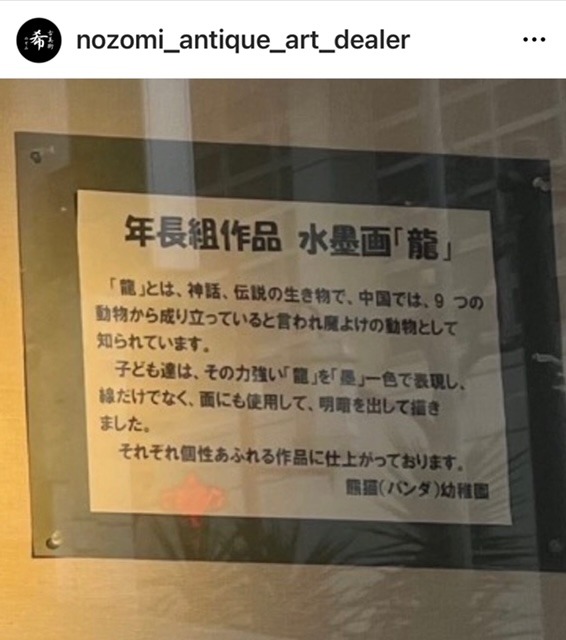 希
nozomi_antique_art_dealer
年長組作品 水墨画「龍」
「龍」とは、神話、伝説の生き物で、中国では、9 つの
動物から成り立っていると言われ魔よけの動物として
知られています。
子ども達は、その力強い「龍」を「墨」一色で表現し、
線だけでなく、面にも使用して、明暗を出して描き
ました。
それぞれ個性あふれる作品に仕上がっております。
熊猫(パンダ)幼稚園